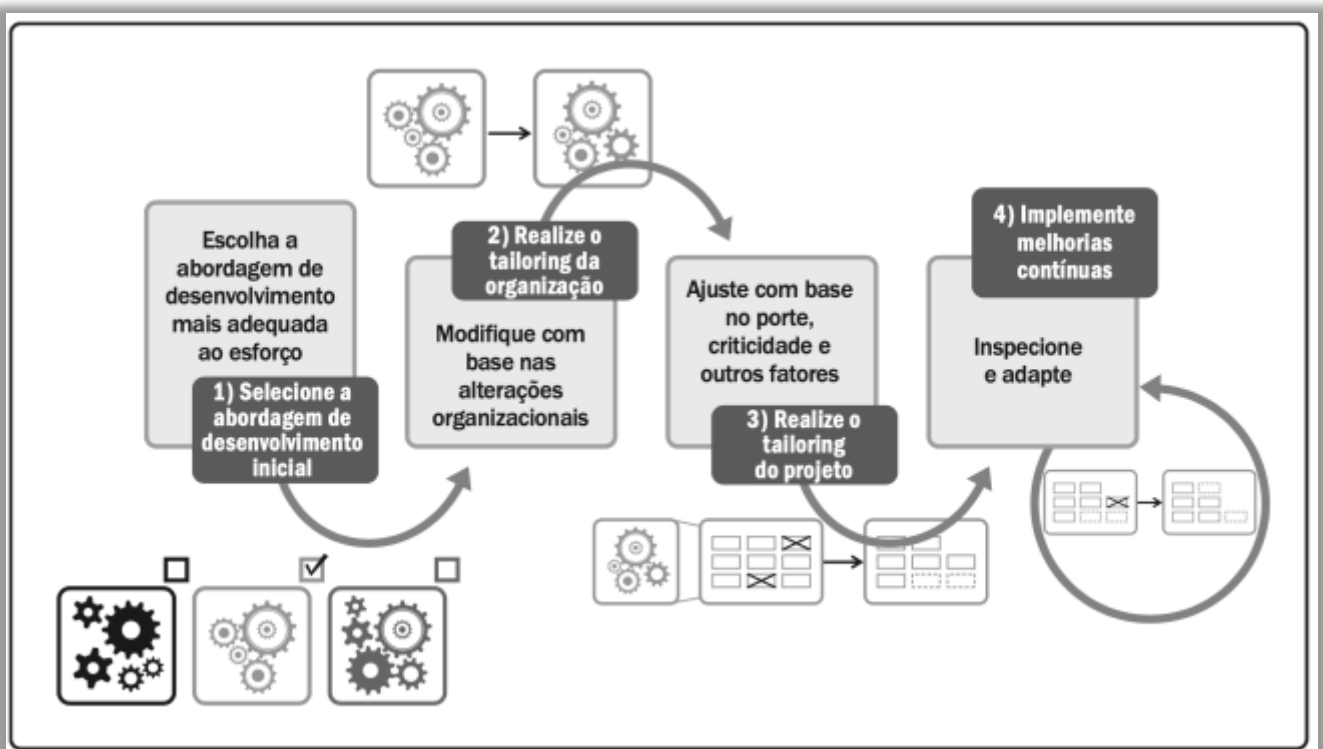 Escolha a
abordagem de
desenvolvimento
mais adequada
ao esforço
1) Selecione a
abordagem de
desenvolvimento
inicial
2) Realize o
tailoring da
organização
Modifique com
base nas
alterações
organizacionais
Ajuste com base
no porte,
criticidade e
outros fatores
3) Realize o
tailoring
do projeto
4) Implemente
melhorias
contínuas
Inspecione
e adapte